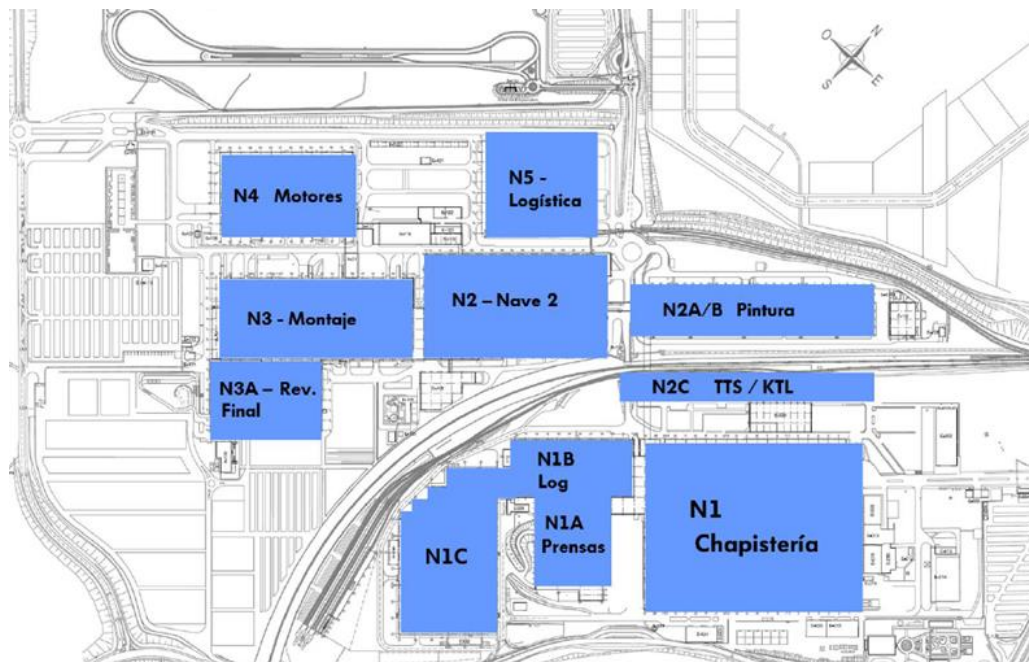 N
O
E
S
N4 Motores
N5 -
Logística
N3 - Montaje
N2 – Nave 2
N2A/B Pintura
N3A – Rev.
Final
N2C TTS / KTL
N1B
Log
N1A
Prensas
N1C
N1
Chapistería